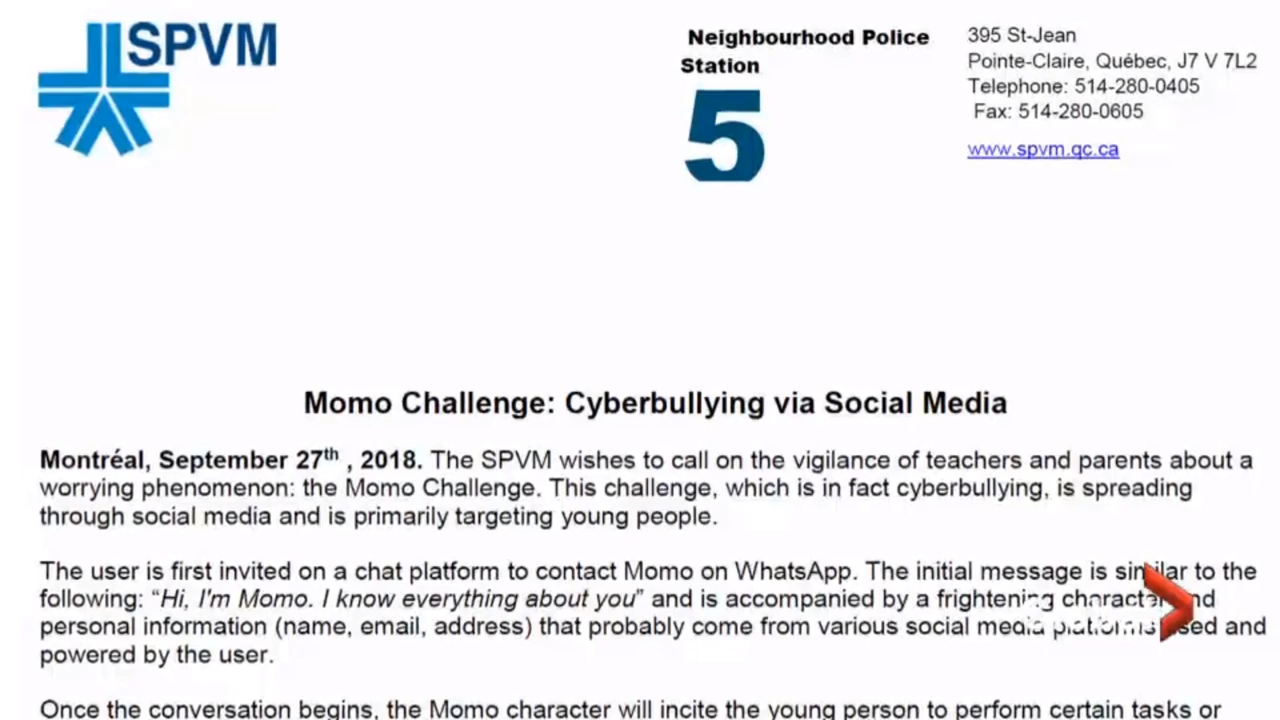 SPVM
Neighbourhood Police
Station
5
395 St-Jean
Pointe-Claire, Québec, J7 V 7L2
Telephone: 514-280-0405
Fax: 514-280-0605
www.spvm.qc.ca
Momo Challenge: Cyberbullying via Social Media
Montréal, September 27th , 2018. The SPVM wishes to call on the vigilance of teachers and parents about a
worrying phenomenon: the Momo Challenge. This challenge, which is in fact cyberbullying, is spreading
through social media and is primarily targeting young people.
The user is first invited on a chat platform to contact Momo on WhatsApp. The initial message is similar to the
following: “Hi, I'm Momo. I know everything about you” and is accompanied by a frightening character and
personal information (name, email, address) that probably come from various social media platforms used and
powered by the user.
Once the conversation begins, the Momo character will incite the young person to perform certain tasks or